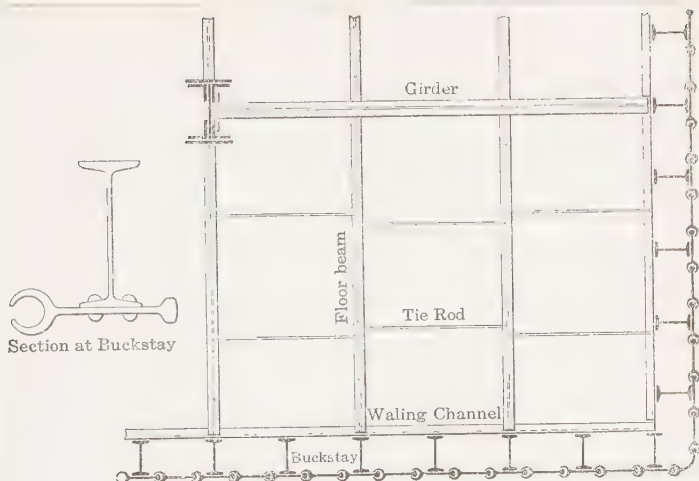 Girder
Floor beam
Tie Rod
Section at Buckstay
Waling Channel
Buckstay